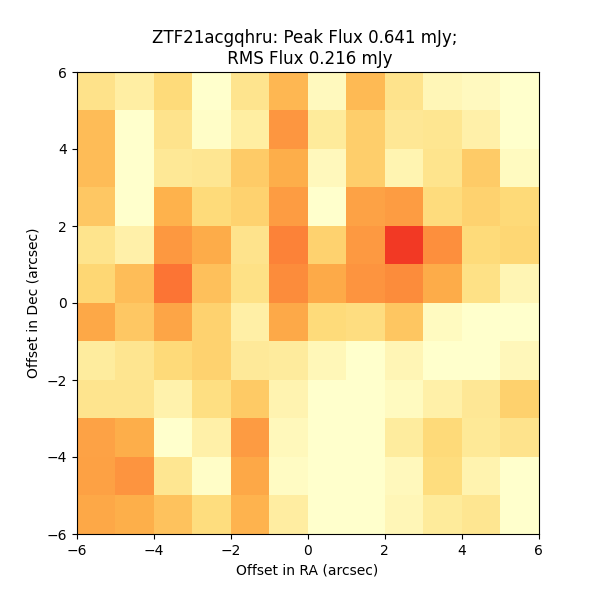 ZTF21acgqhru: Peak Flux 0.641 mJy;
RMS Flux 0.216 mJy
6
4
2
0
−2
−4
−6
Offset in Dec (arcsec)
−6 −4 −2 0 2 4 6
Offset in RA (arcsec)